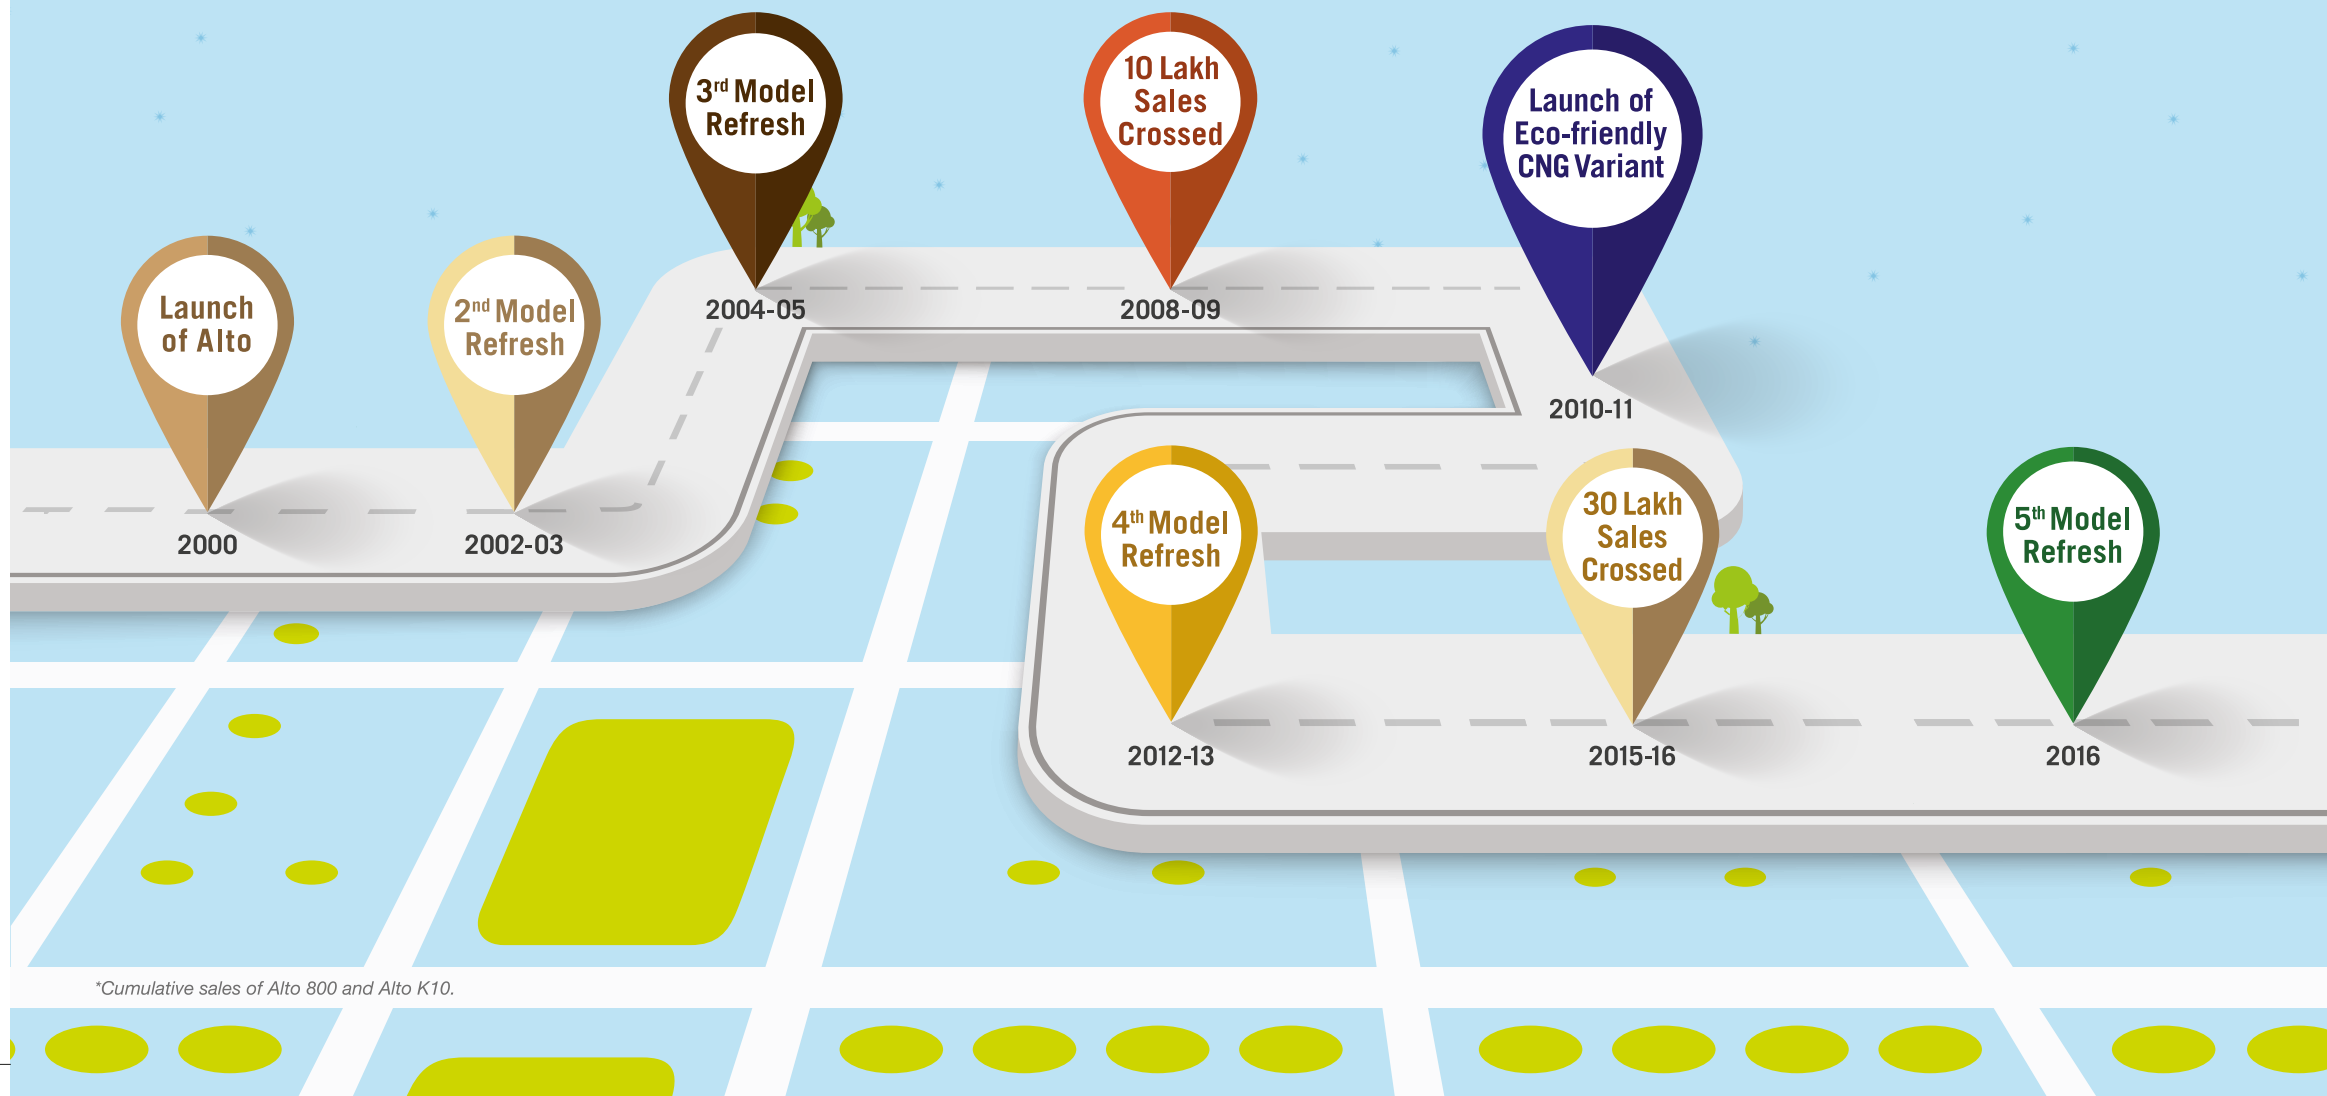 Launch
of Alto
2000
2nd Model
Refresh
2002-03
3rd Model
Refresh
2004-05
10 Lakh
Sales
Crossed
2008-09
Launch of
Eco-friendly
CNG Variant
2010-11
4th Model
Refresh
2012-13
30 Lakh
Sales
Crossed
2015-16
5th Model
Refresh
2016
*Cumulative sales of Alto 800 and Alto K10.